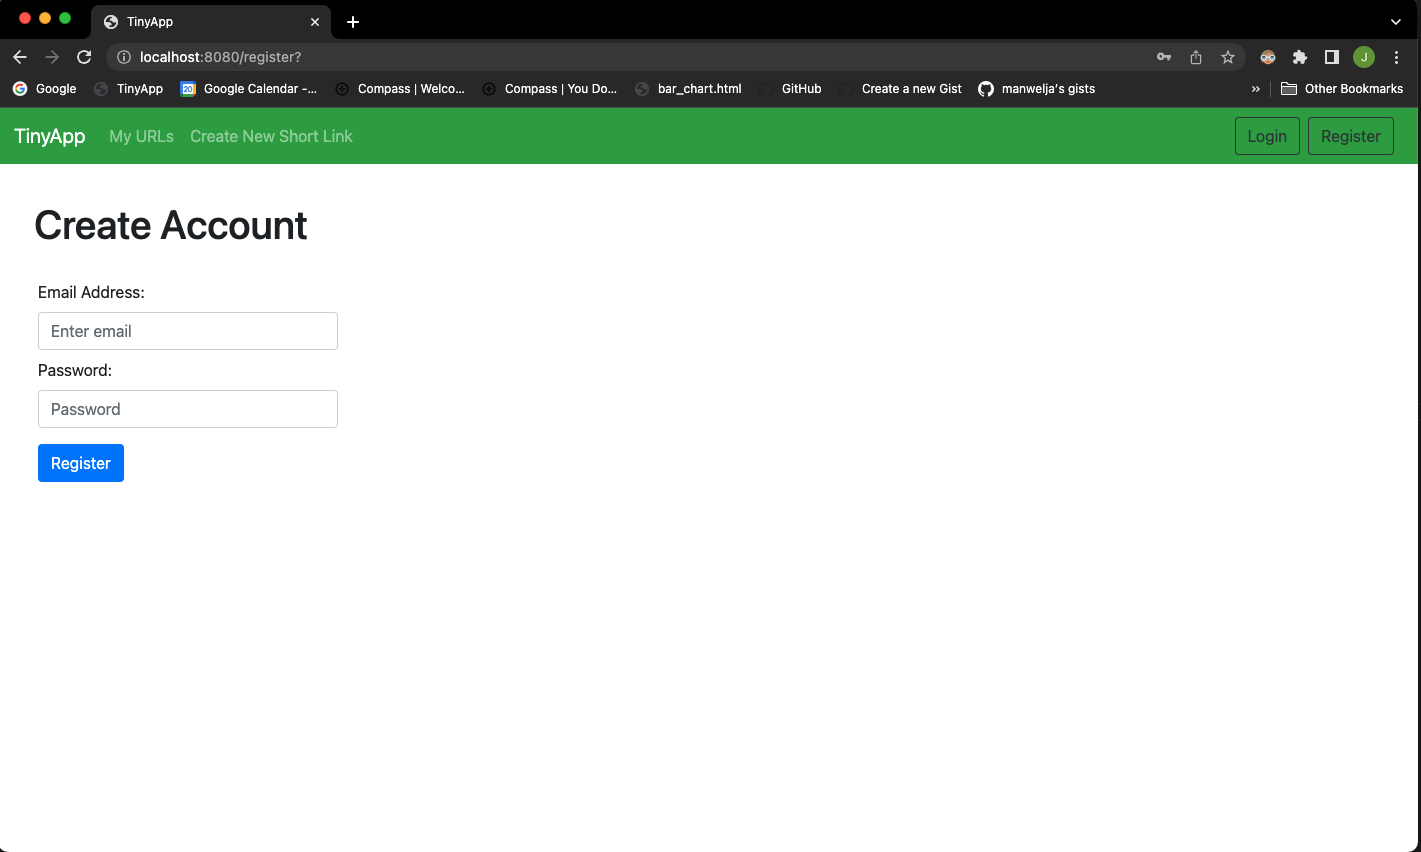 TinyApp
localhost:8080/register?
J
Google TinyApp 20 Google Calendar -... Compass | Welco... Compass | You Do... bar_chart.html GitHub Create a new Gist manwelja's gists » Other Bookmarks
TinyApp My URLs Create New Short Link Login Register
Create Account
Email Address:
Enter email
Password:
Password
Register